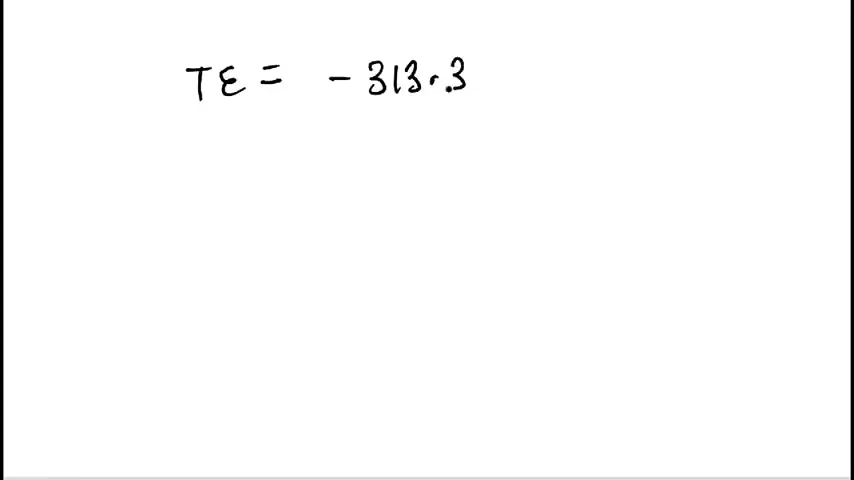 TE = - 313.3